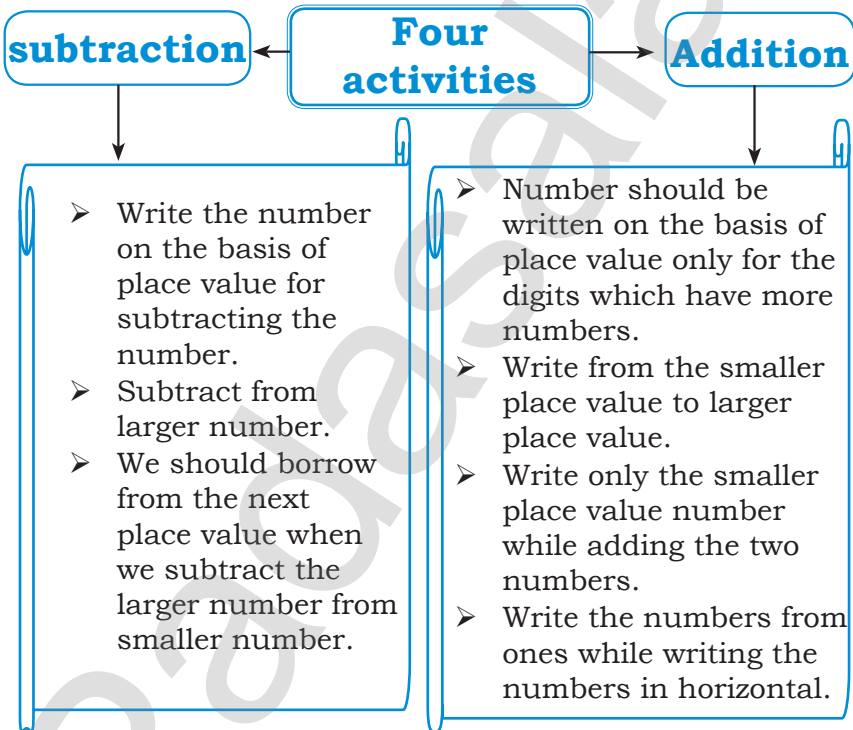 Four
activities
subtraction
Addition
➢ Write the number
on the basis of
place value for
subtracting the
number.
➢ Subtract from
larger number.
➢ We should borrow
from the next
place value when
we subtract the
larger number from
smaller number.
➢ Number should be
written on the basis of
place value only for the
digits which have more
numbers.
➢ Write from the smaller
place value to larger
place value.
➢ Write only the smaller
place value number
while adding the two
numbers.
➢ Write the numbers from
ones while writing the
numbers in horizontal.
Padasalai